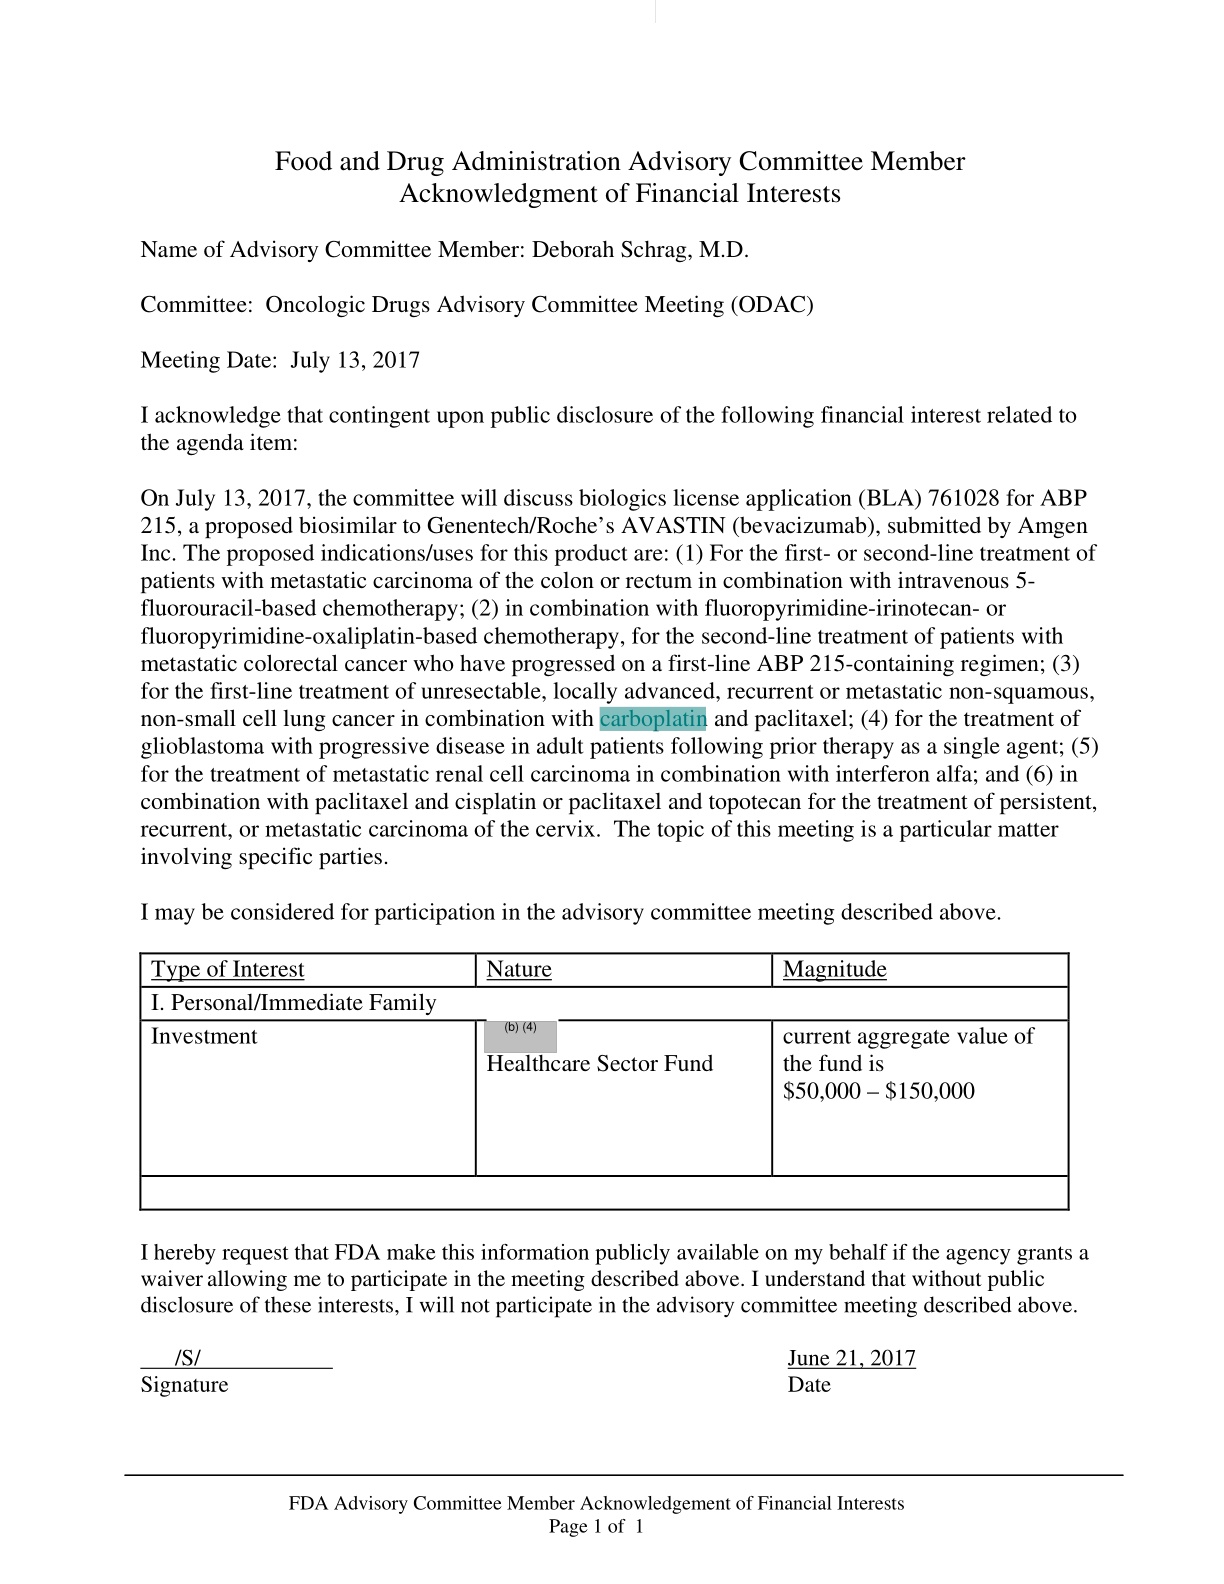 Food and Drug Administration Advisory Committee Member
Acknowledgment of Financial Interests
Name of Advisory Committee Member: Deborah Schrag, M.D.
Committee:  Oncologic Drugs Advisory Committee Meeting (ODAC)
Meeting Date:  July 13, 2017
I acknowledge that contingent upon public disclosure of the following financial interest related to
the agenda item:
On July 13, 2017, the committee will discuss biologics license application (BLA) 761028 for ABP
215, a proposed biosimilar to Genentech/Roche’s AVASTIN (bevacizumab), submitted by Amgen
Inc. The proposed indications/uses for this product are: (1) For the first- or second-line treatment of
patients with metastatic carcinoma of the colon or rectum in combination with intravenous 5-
fluorouracil-based chemotherapy; (2) in combination with fluoropyrimidine-irinotecan- or
fluoropyrimidine-oxaliplatin-based chemotherapy, for the second-line treatment of patients with
metastatic colorectal cancer who have progressed on a first-line ABP 215-containing regimen; (3)
for the first-line treatment of unresectable, locally advanced, recurrent or metastatic non-squamous,
non-small cell lung cancer in combination with carboplatin and paclitaxel; (4) for the treatment of
glioblastoma with progressive disease in adult patients following prior therapy as a single agent; (5)
for the treatment of metastatic renal cell carcinoma in combination with interferon alfa; and (6) in
combination with paclitaxel and cisplatin or paclitaxel and topotecan for the treatment of persistent,
recurrent, or metastatic carcinoma of the cervix.  The topic of this meeting is a particular matter
involving specific parties.
I may be considered for participation in the advisory committee meeting described above.
Type of Interest Nature Magnitude
I. Personal/Immediate Family
Investment (b) (4) current aggregate value of
Healthcare Sector Fund the fund is
$50,000 – $150,000
I hereby request that FDA make this information publicly available on my behalf if the agency grants a
waiver allowing me to participate in the meeting described above. I understand that without public
disclosure of these interests, I will not participate in the advisory committee meeting described above.
/S/ June 21, 2017
Signature Date
FDA Advisory Committee Member Acknowledgement of Financial Interests
Page 1 of  1